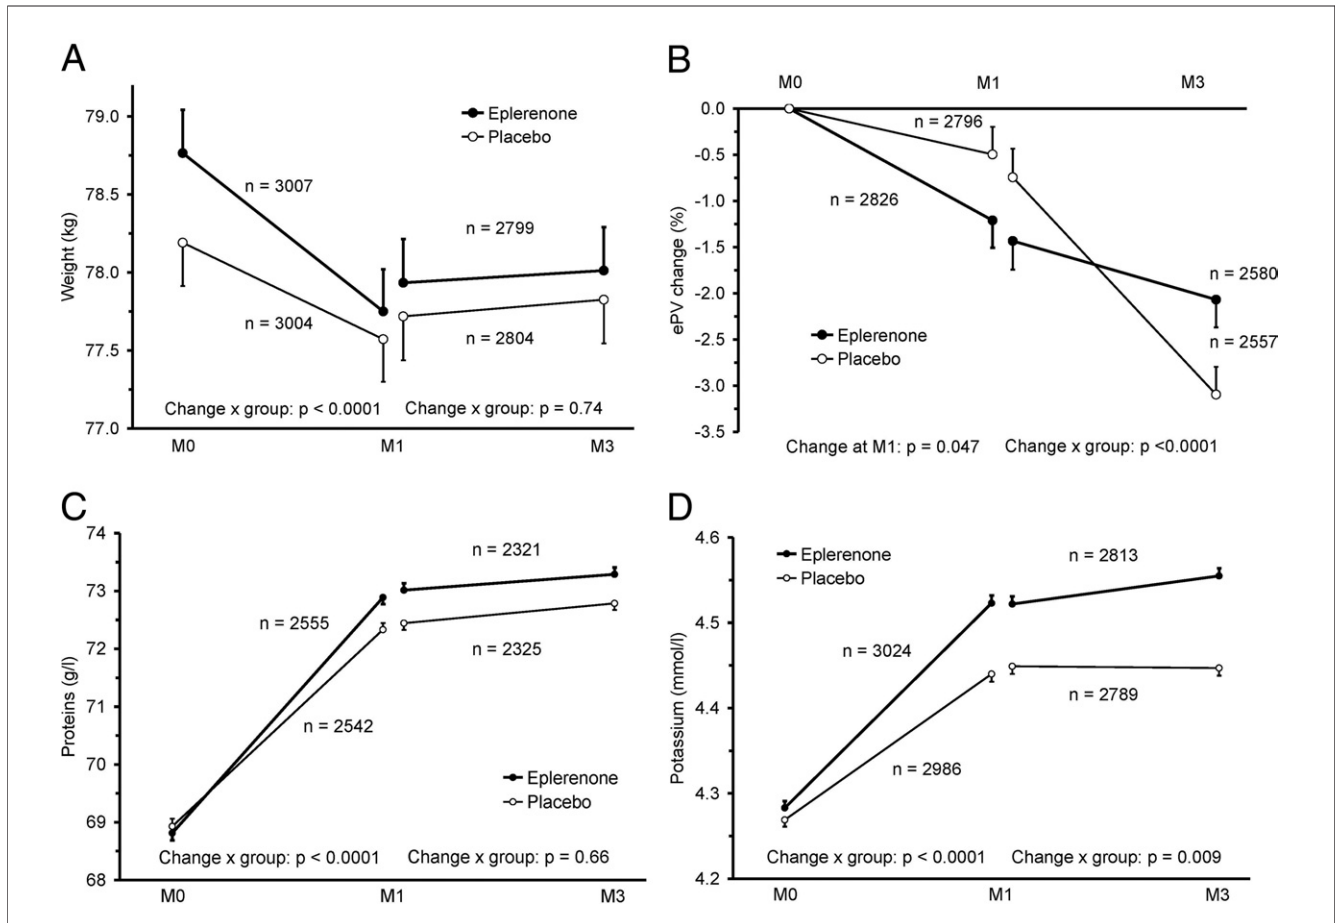 A
79.0
78.5
78.0
77.5
77.0
Weight (kg)
Eplerenone
Placebo
n = 3007
n = 2799
n = 3004
n = 2804
Change x group: p < 0.0001
Change x group: p = 0.74
M0
M1
M3
B
M0
M1
M3
0.0
-0.5
-1.0
-1.5
-2.0
-2.5
-3.0
-3.5
ePV change (%)
n = 2796
n = 2826
n = 2580
n = 2557
Eplerenone
Placebo
Change at M1: p = 0.047
Change x group: p <0.0001
C
74
73
72
71
70
69
68
Proteins (g/l)
n = 2321
n = 2555
n = 2325
n = 2542
Eplerenone
Placebo
Change x group: p < 0.0001
Change x group: p = 0.66
M0
M1
M3
D
4.6
4.5
4.4
4.3
4.2
Potassium (mmol/l)
Eplerenone
Placebo
n = 2813
n = 3024
n = 2789
n = 2986
Change x group: p < 0.0001
Change x group: p = 0.009
M0
M1
M3